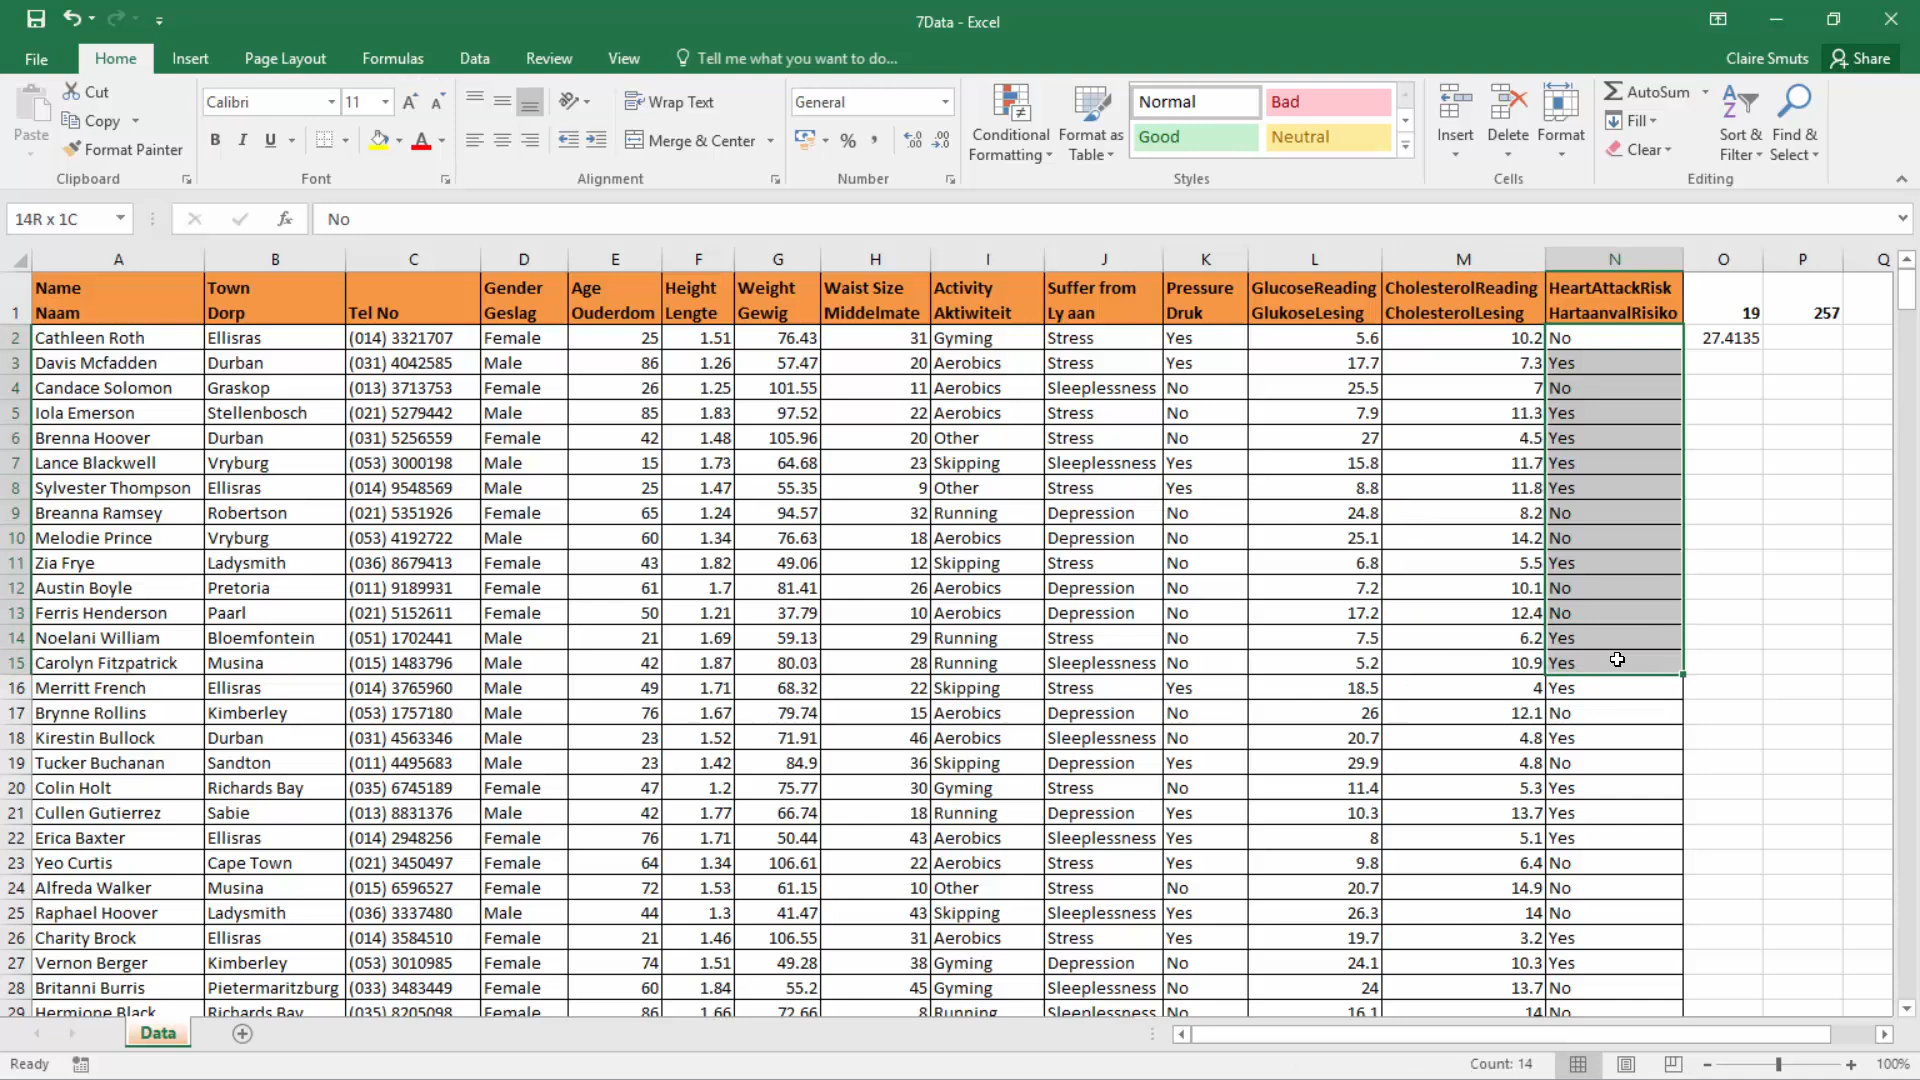 7Data - Excel
File Home Insert Page Layout Formulas Data Review View Tell me what you want to do... Claire Smuts Share
Paste Cut Copy Format Painter Clipboard
Calibri 11 A A B I U A Font
Wrap Text Merge & Center Alignment
General % , Number
Conditional Formatting Format as Table Normal Bad Good Neutral Styles
Insert Delete Format Cells
AutoSum Fill Clear Sort & Filter Find & Select Editing
14R x 1C fx No
A B C D E F G H I J K L M N O P Q
Name Town Gender Age Height Weight Waist Size Activity Suffer from Pressure GlucoseReading CholesterolReading HeartAttackRisk
1 Naam Dorp Tel No Geslag Ouderdom Lengte Gewig Middelmate Aktiwiteit Ly aan Druk GlukoseLesing CholesterolLesing HartaanvalRisiko 19 257
2 Cathleen Roth Ellisras (014) 3321707 Female 25 1.51 76.43 31 Gyming Stress Yes 5.6 10.2 No 27.4135
3 Davis Mcfadden Durban (031) 4042585 Male 86 1.26 57.47 20 Aerobics Stress Yes 17.7 7.3 Yes
4 Candace Solomon Graskop (013) 3713753 Female 26 1.25 101.55 11 Aerobics Sleeplessness No 25.5 7 No
5 Iola Emerson Stellenbosch (021) 5279442 Male 85 1.83 97.52 22 Aerobics Stress No 7.9 11.3 Yes
6 Brenna Hoover Durban (031) 5256559 Female 42 1.48 105.96 20 Other Stress No 27 4.5 Yes
7 Lance Blackwell Vryburg (053) 3000198 Male 15 1.73 64.68 23 Skipping Sleeplessness Yes 15.8 11.7 Yes
8 Sylvester Thompson Ellisras (014) 9548569 Male 25 1.47 55.35 9 Other Stress Yes 8.8 11.8 Yes
9 Breanna Ramsey Robertson (021) 5351926 Female 65 1.24 94.57 32 Running Depression No 24.8 8.2 No
10 Melodie Prince Vryburg (053) 4192722 Male 60 1.34 76.63 18 Aerobics Depression No 25.1 14.2 No
11 Zia Frye Ladysmith (036) 8679413 Female 43 1.82 49.06 12 Skipping Stress No 6.8 5.5 Yes
12 Austin Boyle Pretoria (011) 9189931 Female 61 1.7 81.41 26 Aerobics Depression No 7.2 10.1 No
13 Ferris Henderson Paarl (021) 5152611 Female 50 1.21 37.79 10 Aerobics Depression No 17.2 12.4 No
14 Noelani William Bloemfontein (051) 1702441 Male 21 1.69 59.13 29 Running Stress No 7.5 6.2 Yes
15 Carolyn Fitzpatrick Musina (015) 1483796 Male 42 1.87 80.03 28 Running Sleeplessness No 5.2 10.9 Yes
16 Merritt French Ellisras (014) 3765960 Male 49 1.71 68.32 22 Skipping Stress Yes 18.5 4 Yes
17 Brynne Rollins Kimberley (053) 1757180 Male 76 1.67 79.74 15 Aerobics Depression No 26 12.1 No
18 Kirestin Bullock Durban (031) 4563346 Male 23 1.52 71.91 46 Aerobics Sleeplessness No 20.7 4.8 Yes
19 Tucker Buchanan Sandton (011) 4495683 Male 23 1.42 84.9 36 Skipping Depression Yes 29.9 4.8 No
20 Colin Holt Richards Bay (035) 6745189 Female 47 1.2 75.77 30 Gyming Stress No 11.4 5.3 Yes
21 Cullen Gutierrez Sabie (013) 8831376 Male 42 1.77 66.74 18 Running Depression Yes 10.3 13.7 Yes
22 Erica Baxter Ellisras (014) 2948256 Female 76 1.71 50.44 43 Aerobics Sleeplessness Yes 8 5.1 Yes
23 Yeo Curtis Cape Town (021) 3450497 Female 64 1.34 106.61 22 Aerobics Stress Yes 9.8 6.4 No
24 Alfreda Walker Musina (015) 6596527 Female 72 1.53 61.15 10 Other Stress No 20.7 14.9 No
25 Raphael Hoover Ladysmith (036) 3337480 Male 44 1.3 41.47 43 Skipping Sleeplessness Yes 26.3 14 No
26 Charity Brock Ellisras (014) 3584510 Female 21 1.46 106.55 31 Aerobics Stress Yes 19.7 3.2 Yes
27 Vernon Berger Kimberley (053) 3010985 Female 74 1.51 49.28 38 Gyming Depression No 24.1 10.3 Yes
28 Britanni Burris Pietermaritzburg (033) 3483449 Female 60 1.84 55.2 45 Gyming Sleeplessness No 24 13.7 No
29 Hermione Black Richards Bay (035) 8205098 Female 86 1.66 72.66 8 Running Sleeplessness No 16.1 14 No
Data
Ready Count: 14 100%